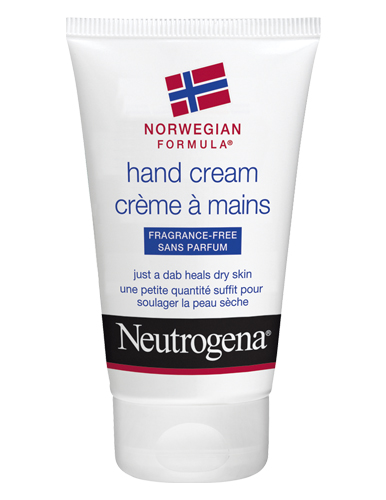 NORWEGIAN
FORMULA®
hand cream
crème à mains
FRAGRANCE-FREE
SANS PARFUM
just a dab heals dry skin
une petite quantité suffit pour
soulager la peau sèche
Neutrogena®